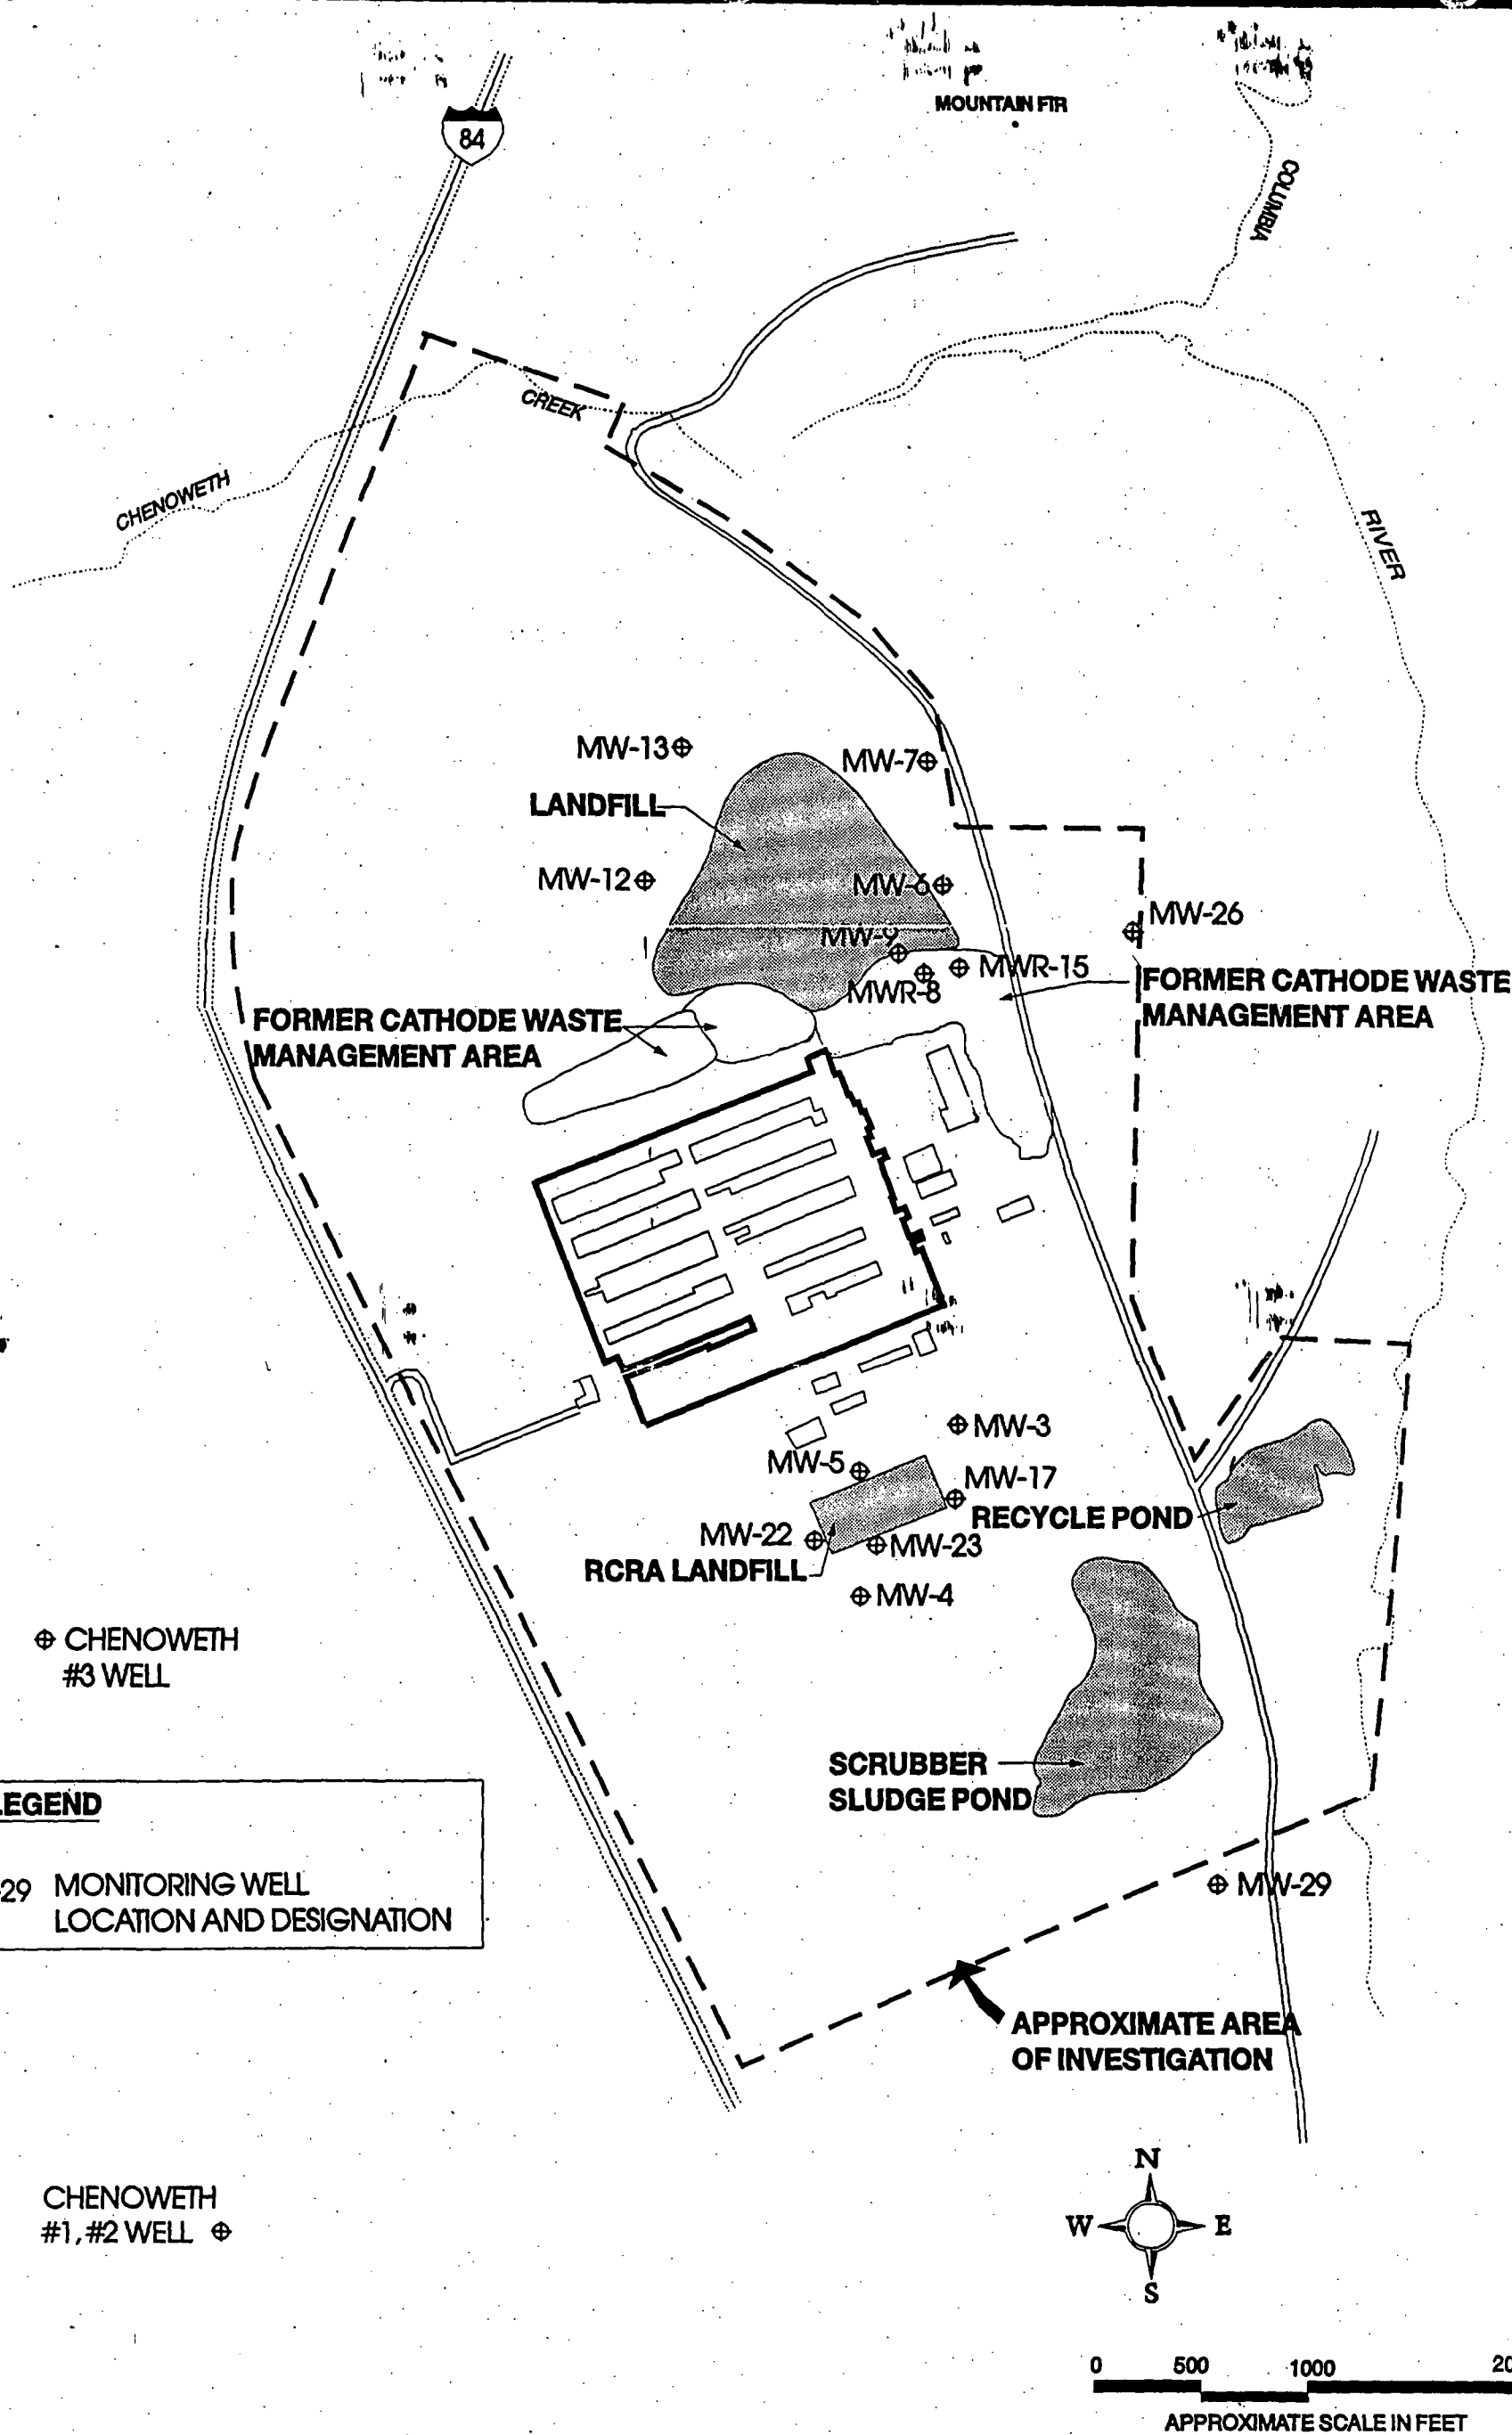 84
MOUNTAIN FIR
COLUMBIA
CREEK
CHENOWETH
RIVER
MW-13
MW-7
LANDFILL
MW-12
MW-6
MW-26
MW-9
MWR-15
MWR-8
FORMER CATHODE WASTE
MANAGEMENT AREA
FORMER CATHODE WASTE
MANAGEMENT AREA
MW-3
MW-5
MW-17
RECYCLE POND
MW-22
MW-23
RCRA LANDFILL
MW-4
CHENOWETH
#3 WELL
SCRUBBER
SLUDGE POND
LEGEND
-29 MONITORING WELL
LOCATION AND DESIGNATION
MW-29
APPROXIMATE AREA
OF INVESTIGATION
CHENOWETH
#1, #2 WELL
N
W E
S
0 500 1000 20
APPROXIMATE SCALE IN FEET